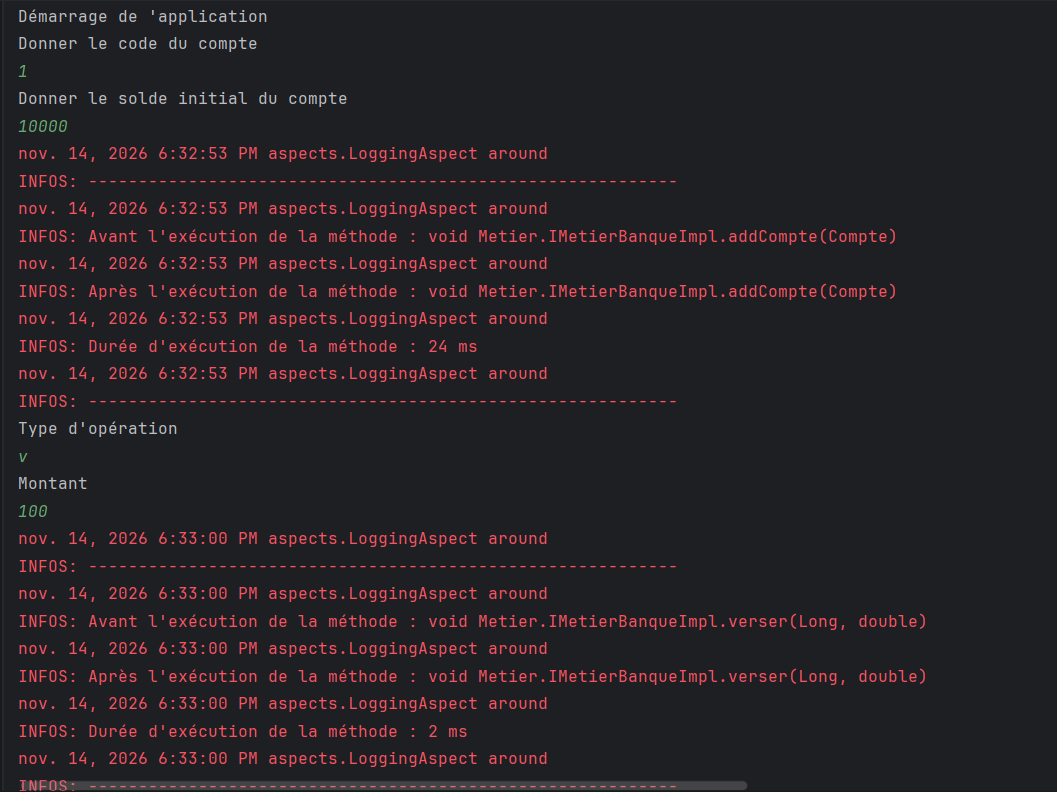 Démarrage de 'application
Donner le code du compte
1
Donner le solde initial du compte
10000
nov. 14, 2026 6:32:53 PM aspects.LoggingAspect around
INFOS: -----------------------------------------------------------
nov. 14, 2026 6:32:53 PM aspects.LoggingAspect around
INFOS: Avant l'exécution de la méthode : void Metier.IMetierBanqueImpl.addCompte(Compte)
nov. 14, 2026 6:32:53 PM aspects.LoggingAspect around
INFOS: Après l'exécution de la méthode : void Metier.IMetierBanqueImpl.addCompte(Compte)
nov. 14, 2026 6:32:53 PM aspects.LoggingAspect around
INFOS: Durée d'exécution de la méthode : 24 ms
nov. 14, 2026 6:32:53 PM aspects.LoggingAspect around
INFOS: -----------------------------------------------------------
Type d'opération
v
Montant
100
nov. 14, 2026 6:33:00 PM aspects.LoggingAspect around
INFOS: -----------------------------------------------------------
nov. 14, 2026 6:33:00 PM aspects.LoggingAspect around
INFOS: Avant l'exécution de la méthode : void Metier.IMetierBanqueImpl.verser(Long, double)
nov. 14, 2026 6:33:00 PM aspects.LoggingAspect around
INFOS: Après l'exécution de la méthode : void Metier.IMetierBanqueImpl.verser(Long, double)
nov. 14, 2026 6:33:00 PM aspects.LoggingAspect around
INFOS: Durée d'exécution de la méthode : 2 ms
nov. 14, 2026 6:33:00 PM aspects.LoggingAspect around
INFOS: -----------------------------------------------------------